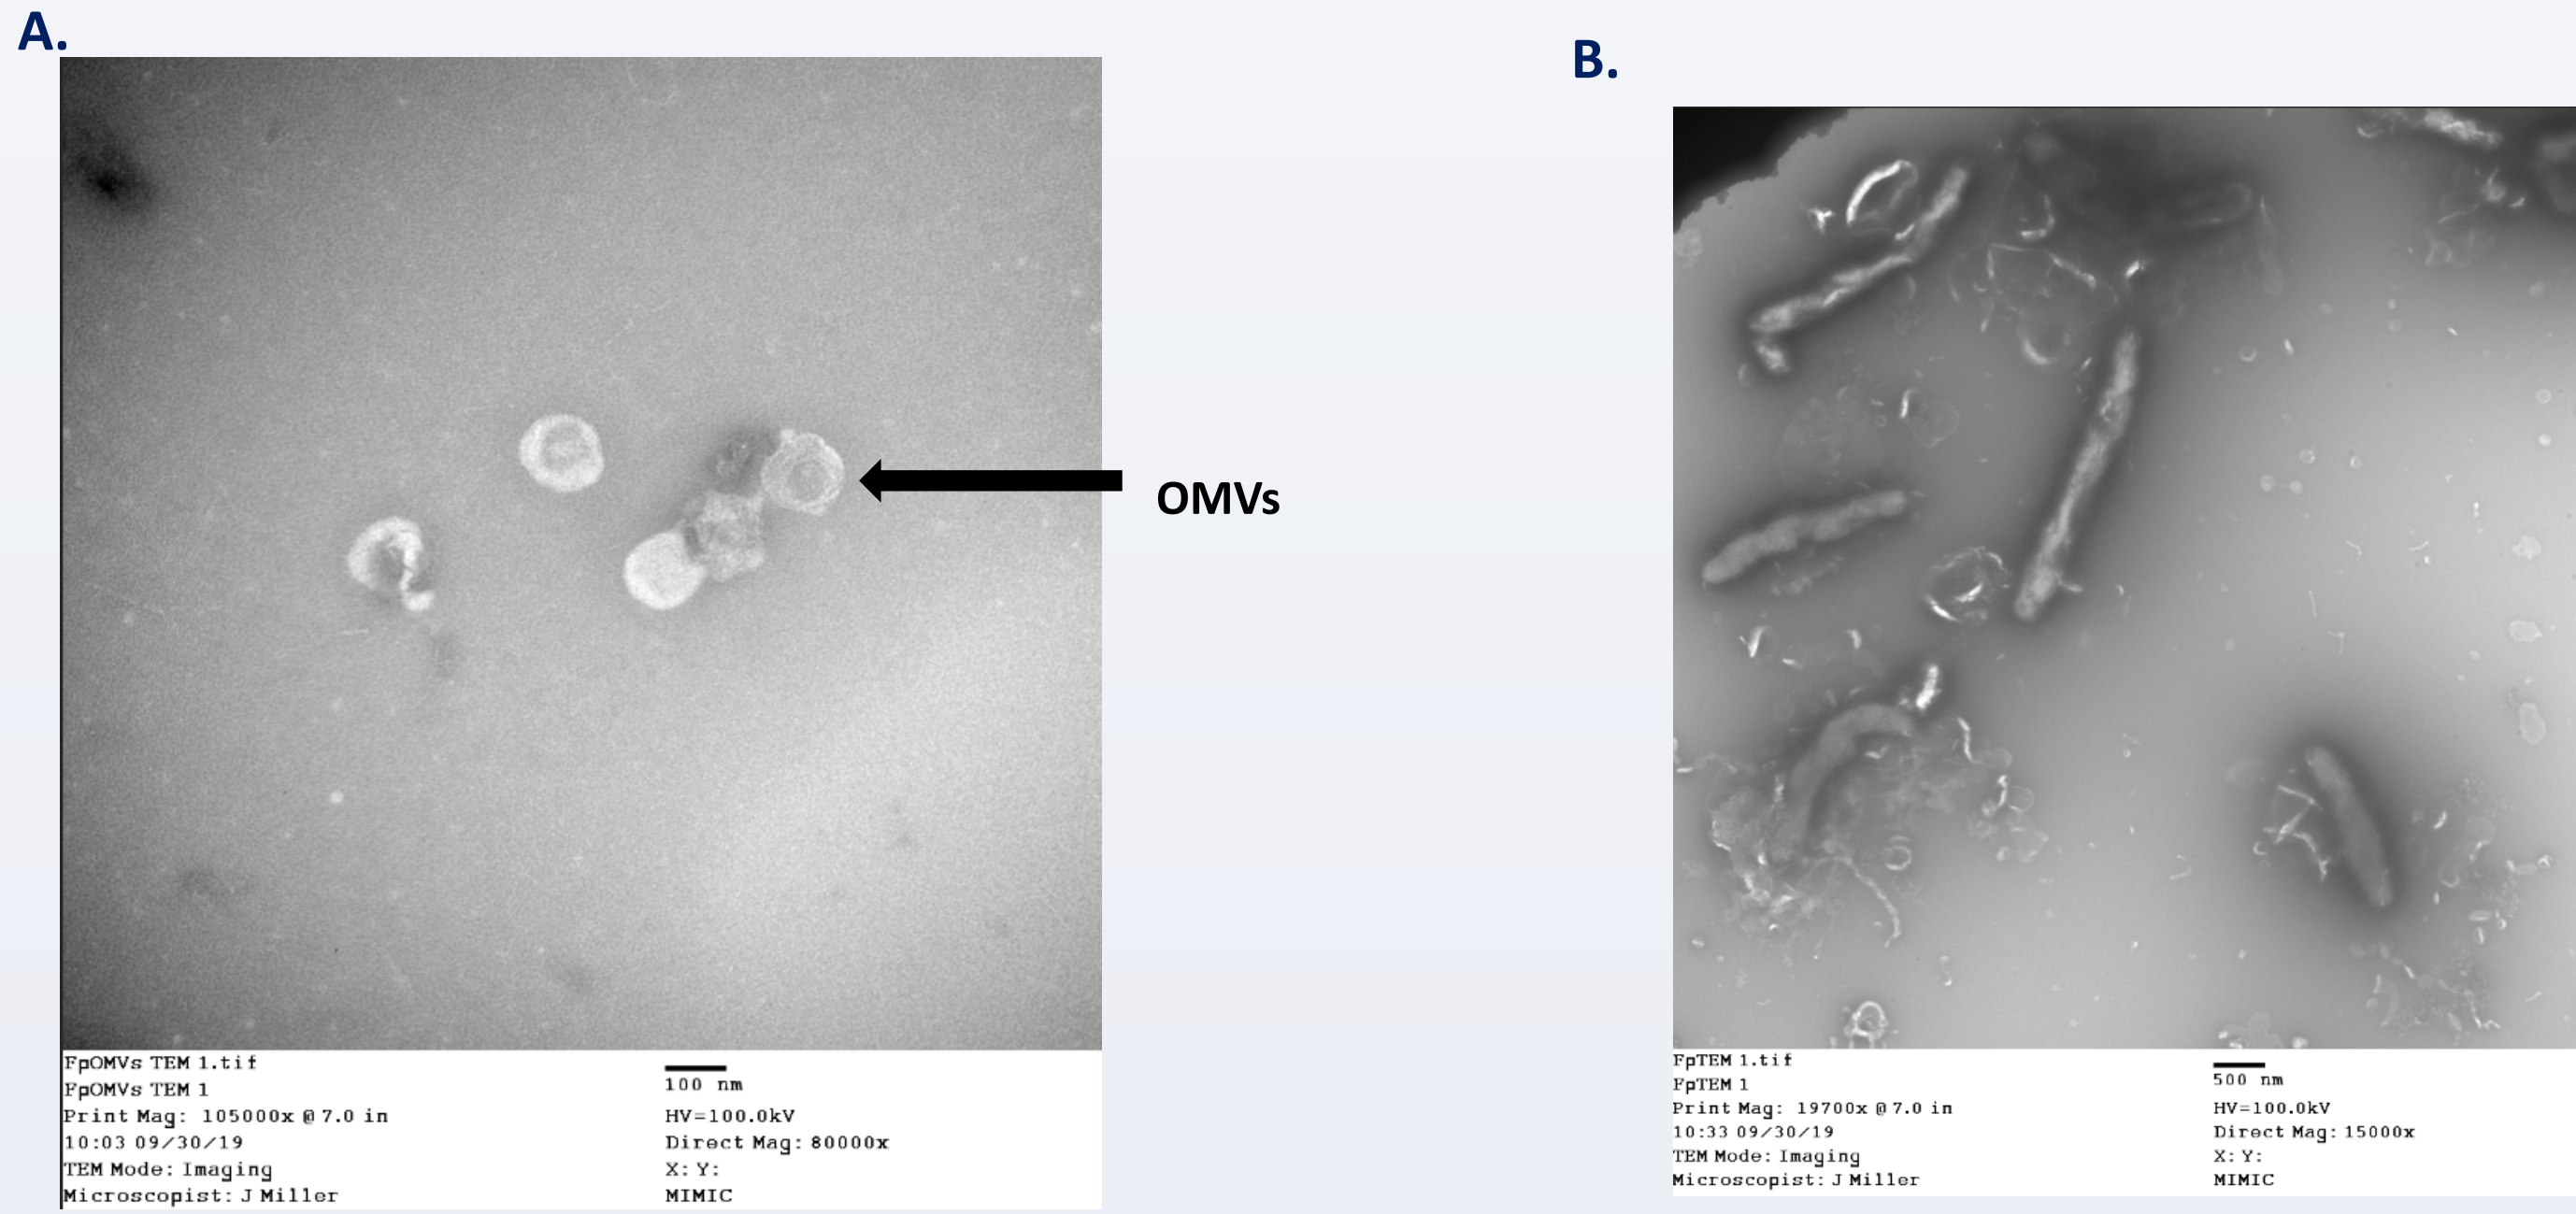 A.
B.
OMVs
FpOMVs TEM 1.tif
FpOMVs TEM 1
Print Mag: 105000x @ 7.0 in
10:03 09/30/19
TEM Mode: Imaging
Microscopist: J Miller
100 nm
HV=100.0kV
Direct Mag: 80000x
X: Y:
MIMIC
FpTEM 1.tif
FpTEM 1
Print Mag: 19700x @ 7.0 in
10:33 09/30/19
TEM Mode: Imaging
Microscopist: J Miller
500 nm
HV=100.0kV
Direct Mag: 15000x
X: Y:
MIMIC